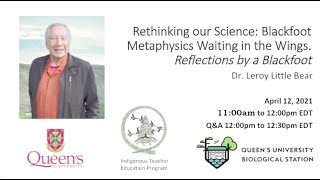 Rethinking our Science: Blackfoot
Metaphysics Waiting in the Wings.
Reflections by a Blackfoot
Dr. Leroy Little Bear
April 12, 2021
11:00am to 12:00pm EDT
Q&A 12:00pm to 12:30pm EDT
Queen's
UNIVERSITY
Indigenous Teacher
Education Program
QUEEN'S UNIVERSITY
BIOLOGICAL STATION